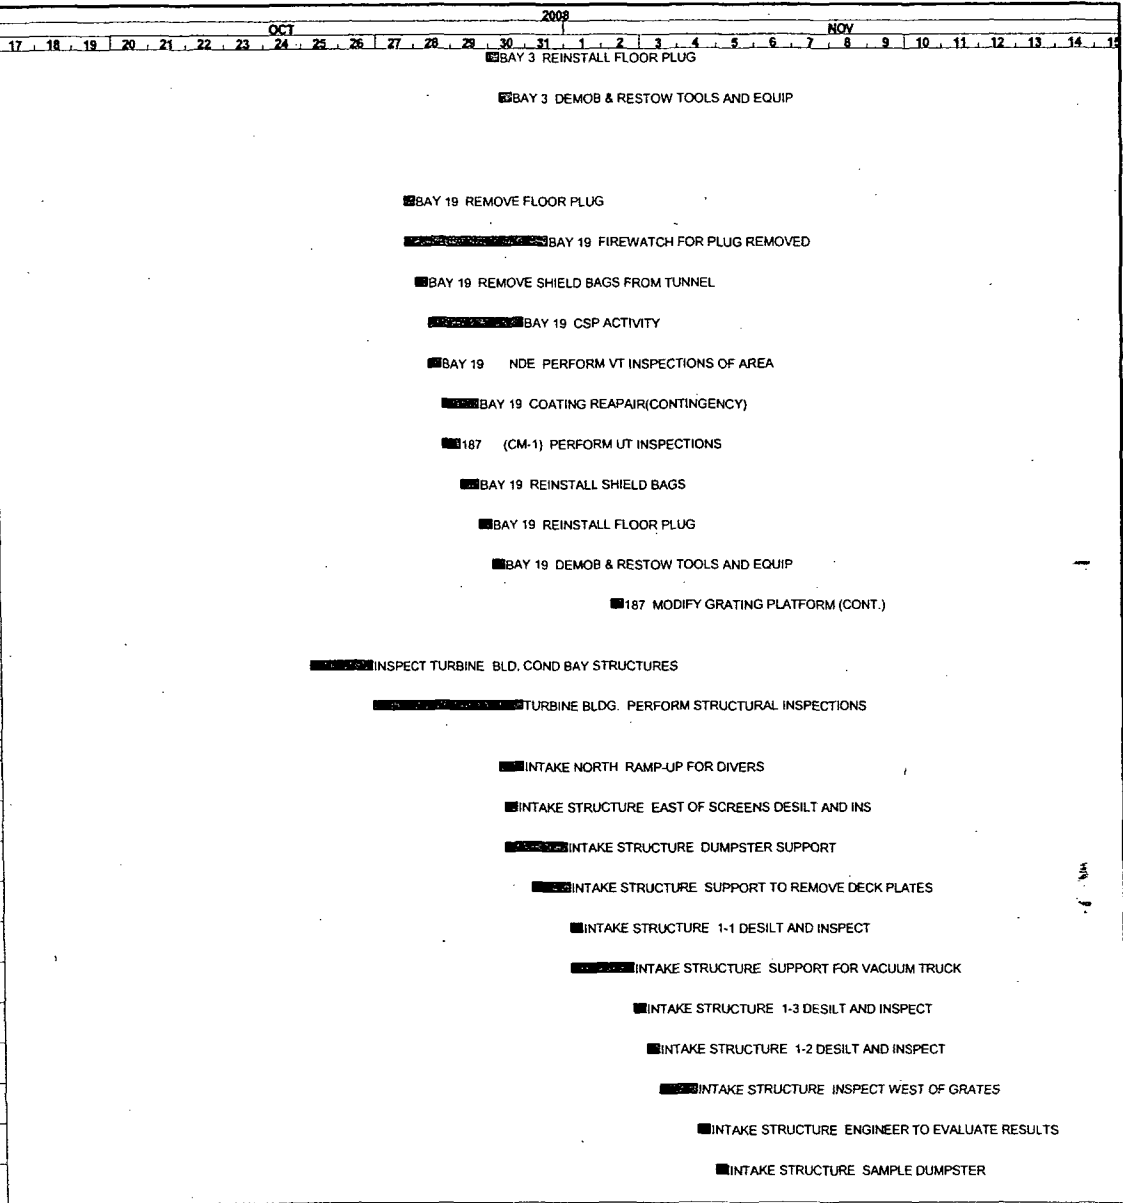 2008
OCT NOV
17 18 19 20 21 22 23 24 25 26 27 28 29 30 31 1 2 3 4 5 6 7 8 9 10 11 12 13 14 15
BAY 3 REINSTALL FLOOR PLUG
BAY 3 DEMOB & RESTOW TOOLS AND EQUIP
BAY 19 REMOVE FLOOR PLUG
BAY 19 FIREWATCH FOR PLUG REMOVED
BAY 19 REMOVE SHIELD BAGS FROM TUNNEL
BAY 19 CSP ACTIVITY
BAY 19 NDE PERFORM VT INSPECTIONS OF AREA
BAY 19 COATING REAPAIR(CONTINGENCY)
187 (CM-1) PERFORM UT INSPECTIONS
BAY 19 REINSTALL SHIELD BAGS
BAY 19 REINSTALL FLOOR PLUG
BAY 19 DEMOB & RESTOW TOOLS AND EQUIP
187 MODIFY GRATING PLATFORM (CONT.)
INSPECT TURBINE BLD. COND BAY STRUCTURES
TURBINE BLDG. PERFORM STRUCTURAL INSPECTIONS
INTAKE NORTH RAMP-UP FOR DIVERS
INTAKE STRUCTURE EAST OF SCREENS DESILT AND INS
INTAKE STRUCTURE DUMPSTER SUPPORT
INTAKE STRUCTURE SUPPORT TO REMOVE DECK PLATES
INTAKE STRUCTURE 1-1 DESILT AND INSPECT
INTAKE STRUCTURE SUPPORT FOR VACUUM TRUCK
INTAKE STRUCTURE 1-3 DESILT AND INSPECT
INTAKE STRUCTURE 1-2 DESILT AND INSPECT
INTAKE STRUCTURE INSPECT WEST OF GRATES
INTAKE STRUCTURE ENGINEER TO EVALUATE RESULTS
INTAKE STRUCTURE SAMPLE DUMPSTER